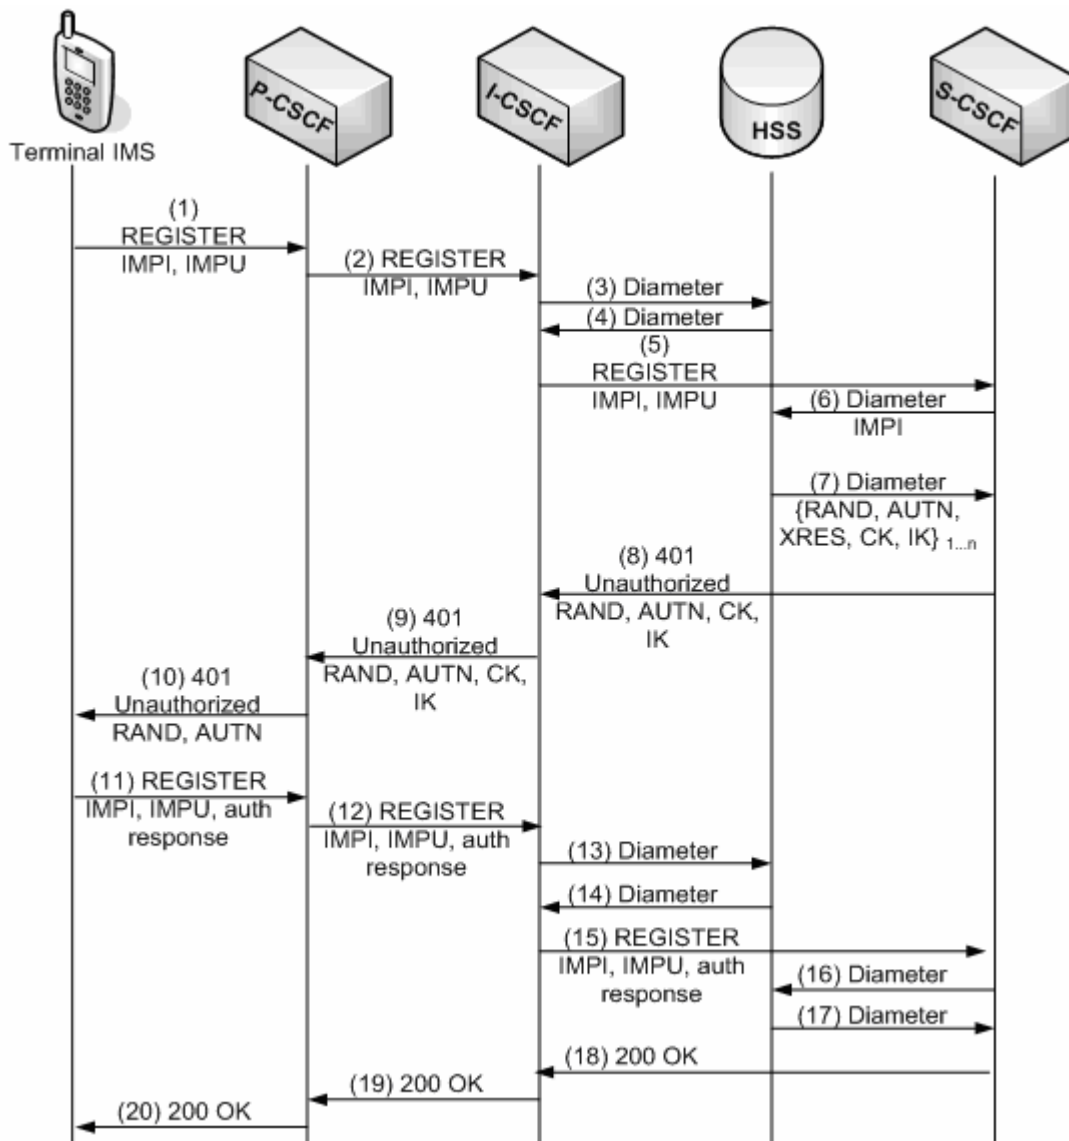 P-CSCF
I-CSCF
HSS
S-CSCF
Terminal IMS
(1)
REGISTER
IMPI, IMPU
(2) REGISTER
IMPI, IMPU
(3) Diameter
(4) Diameter
(5)
REGISTER
IMPI, IMPU
(6) Diameter
IMPI
(7) Diameter
{RAND, AUTN,
XRES, CK, IK} 1...n
(8) 401
Unauthorized
RAND, AUTN, CK,
IK
(9) 401
Unauthorized
RAND, AUTN, CK,
IK
(10) 401
Unauthorized
RAND, AUTN
(11) REGISTER
IMPI, IMPU, auth
response
(12) REGISTER
IMPI, IMPU, auth
response
(13) Diameter
(14) Diameter
(15) REGISTER
IMPI, IMPU, auth
response
(16) Diameter
(17) Diameter
(18) 200 OK
(19) 200 OK
(20) 200 OK